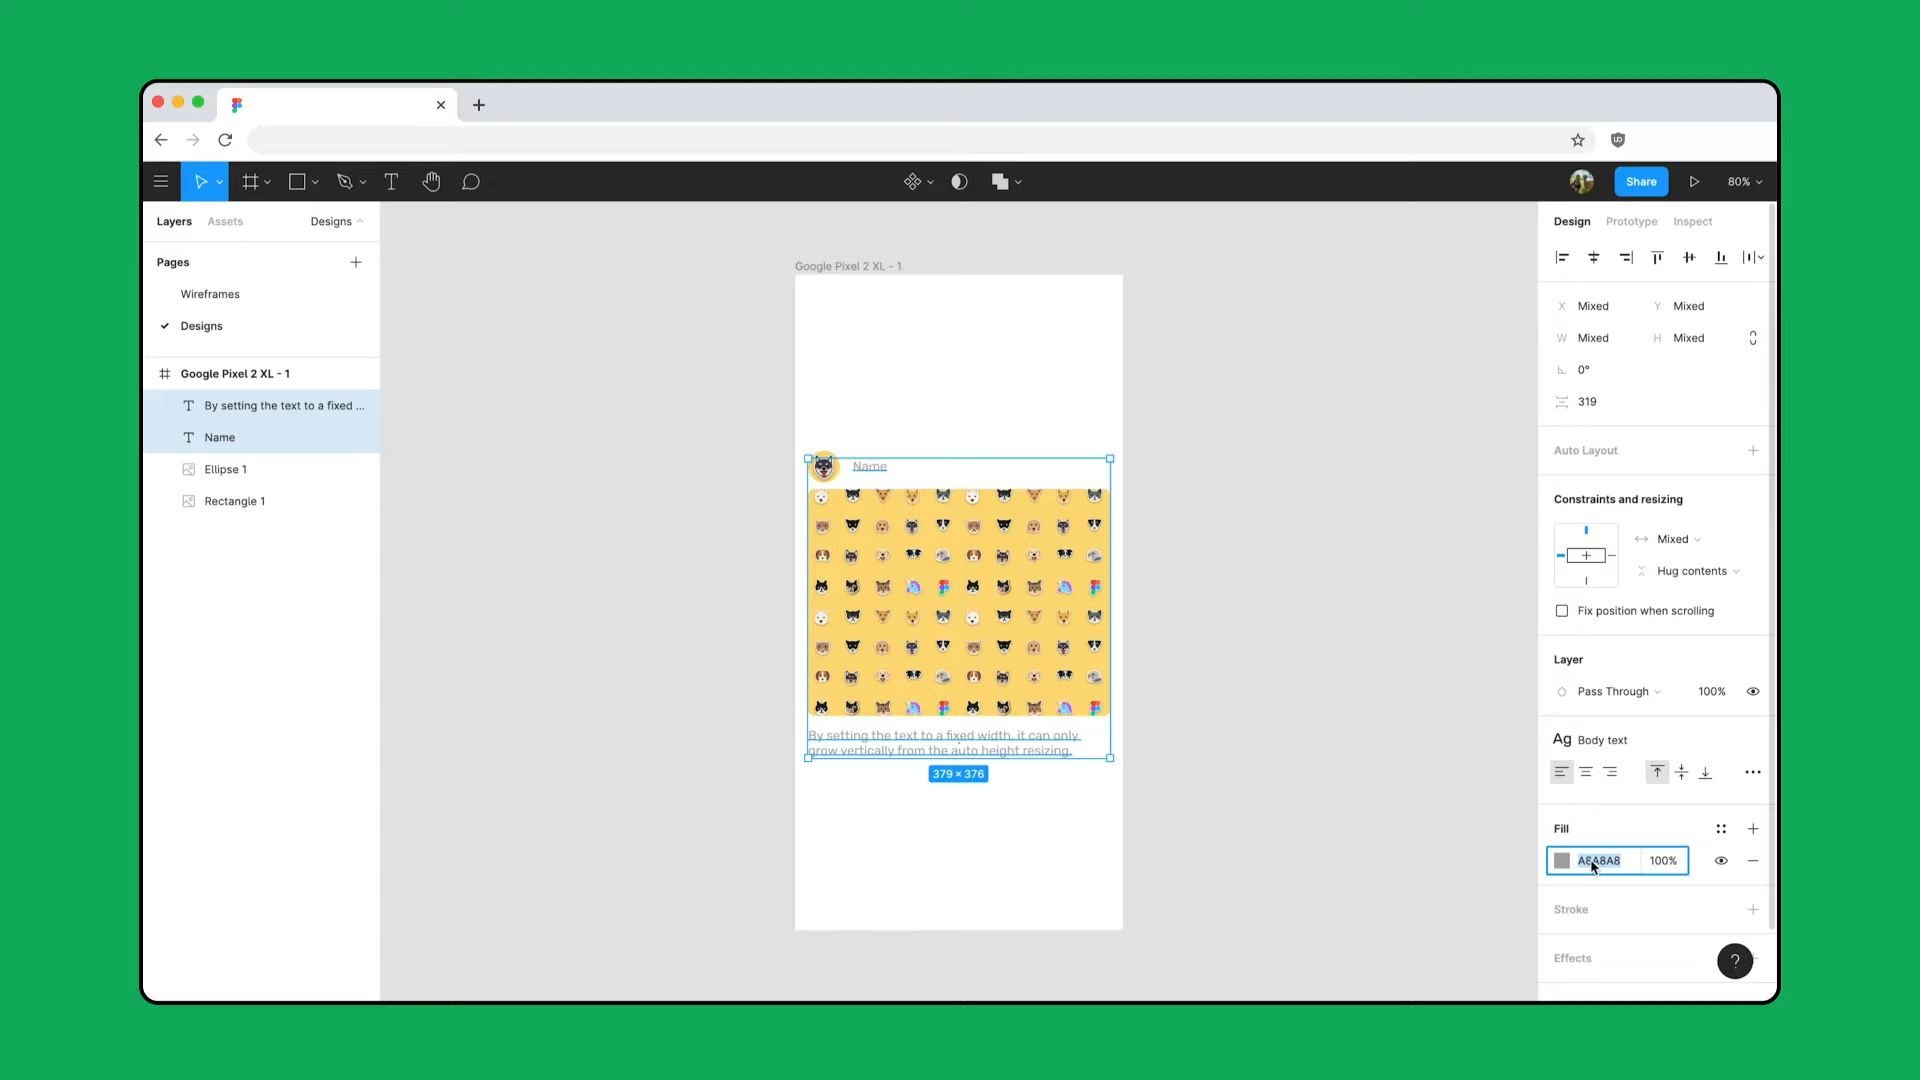 Share
80%
Layers
Assets
Designs
Pages
Wireframes
Designs
Google Pixel 2 XL - 1
By setting the text to a fixed ...
Name
Ellipse 1
Rectangle 1
Google Pixel 2 XL - 1
Name
By setting the text to a fixed width, it can only
grow vertically from the auto height resizing.
379 × 376
Design
Prototype
Inspect
X Mixed
Y Mixed
W Mixed
H Mixed
0°
319
Auto Layout
Constraints and resizing
Mixed
Hug contents
Fix position when scrolling
Layer
Pass Through
100%
Ag Body text
Fill
A8A8A8
100%
Stroke
Effects
?